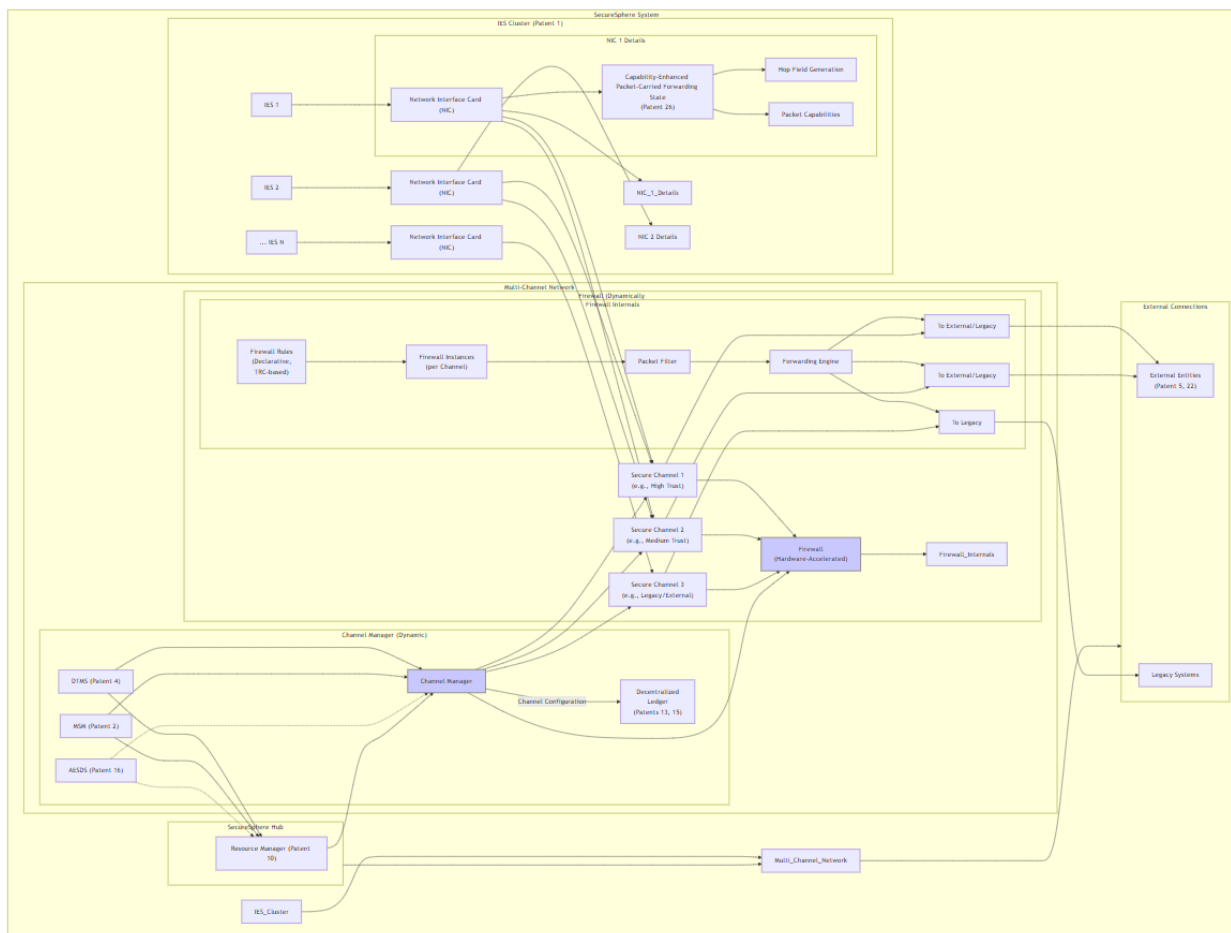 SecureSphere System
IES Cluster (Patent 1)
NIC 1 Details
IES 1
Network Interface Card
(NIC)
Capability-Enhanced
Packet-Carried Forwarding
State
(Patent 26)
Hop Field Generation
Packet Capabilities
IES 2
Network Interface Card
(NIC)
NIC_1_Details
... IES N
Network Interface Card
(NIC)
NIC 2 Details
Multi-Channel Network
Firewall (Dynamically
Firewall Internals
Firewall Rules
(Declarative,
TRC-based)
Firewall Instances
(per Channel)
Packet Filter
Forwarding Engine
To External/Legacy
To External/Legacy
To Legacy
External Connections
External Entities
(Patent 5, 22)
Legacy Systems
Secure Channel 1
(e.g., High Trust)
Secure Channel 2
(e.g., Medium Trust)
Secure Channel 3
(e.g., Legacy/External)
Firewall
(Hardware-Accelerated)
Firewall_Internals
Channel Manager (Dynamic)
DTMS (Patent 4)
MSM (Patent 2)
AESDS (Patent 16)
Channel Manager
Channel Configuration
Decentralized
Ledger
(Patents 13, 15)
SecureSphere Hub
Resource Manager (Patent
10)
Multi_Channel_Network
IES_Cluster